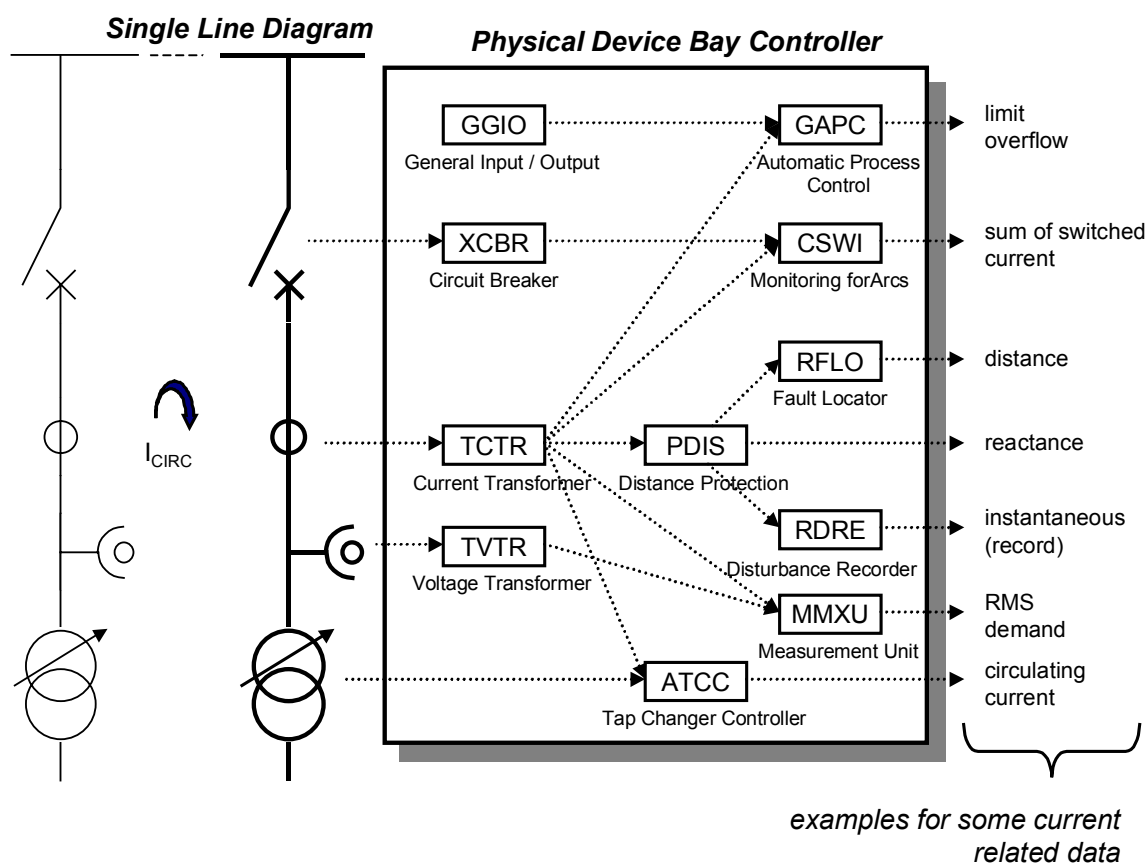 Single Line Diagram
Physical Device Bay Controller
GGIO
General Input / Output
GAPC
Automatic Process
Control
limit
overflow
XCBR
Circuit Breaker
CSWI
Monitoring forArcs
sum of switched
current
RFLO
Fault Locator
distance
I_CIRC
TCTR
Current Transformer
PDIS
Distance Protection
reactance
TVTR
Voltage Transformer
RDRE
Disturbance Recorder
instantaneous
(record)
MMXU
Measurement Unit
RMS
demand
ATCC
Tap Changer Controller
circulating
current
examples for some current
related data